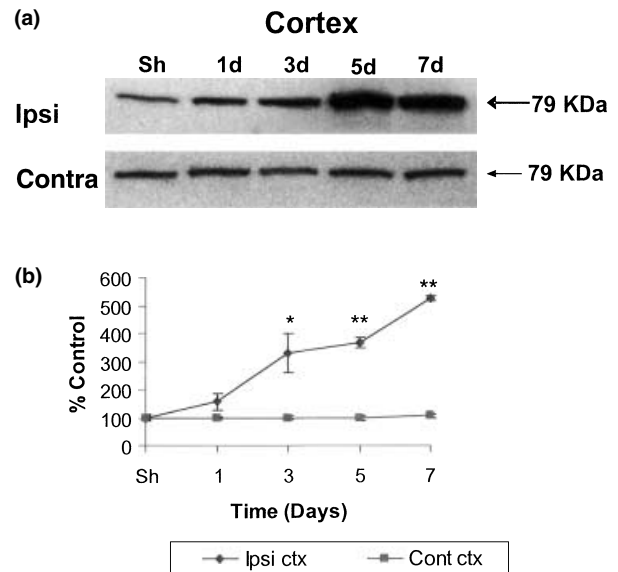 (a)
Cortex
Sh 1d 3d 5d 7d
Ipsi
79 KDa
Contra
79 KDa
(b)
600
500
400
300
200
100
0
% Control
*
**
**
Sh 1 3 5 7
Time (Days)
Ipsi ctx Cont ctx